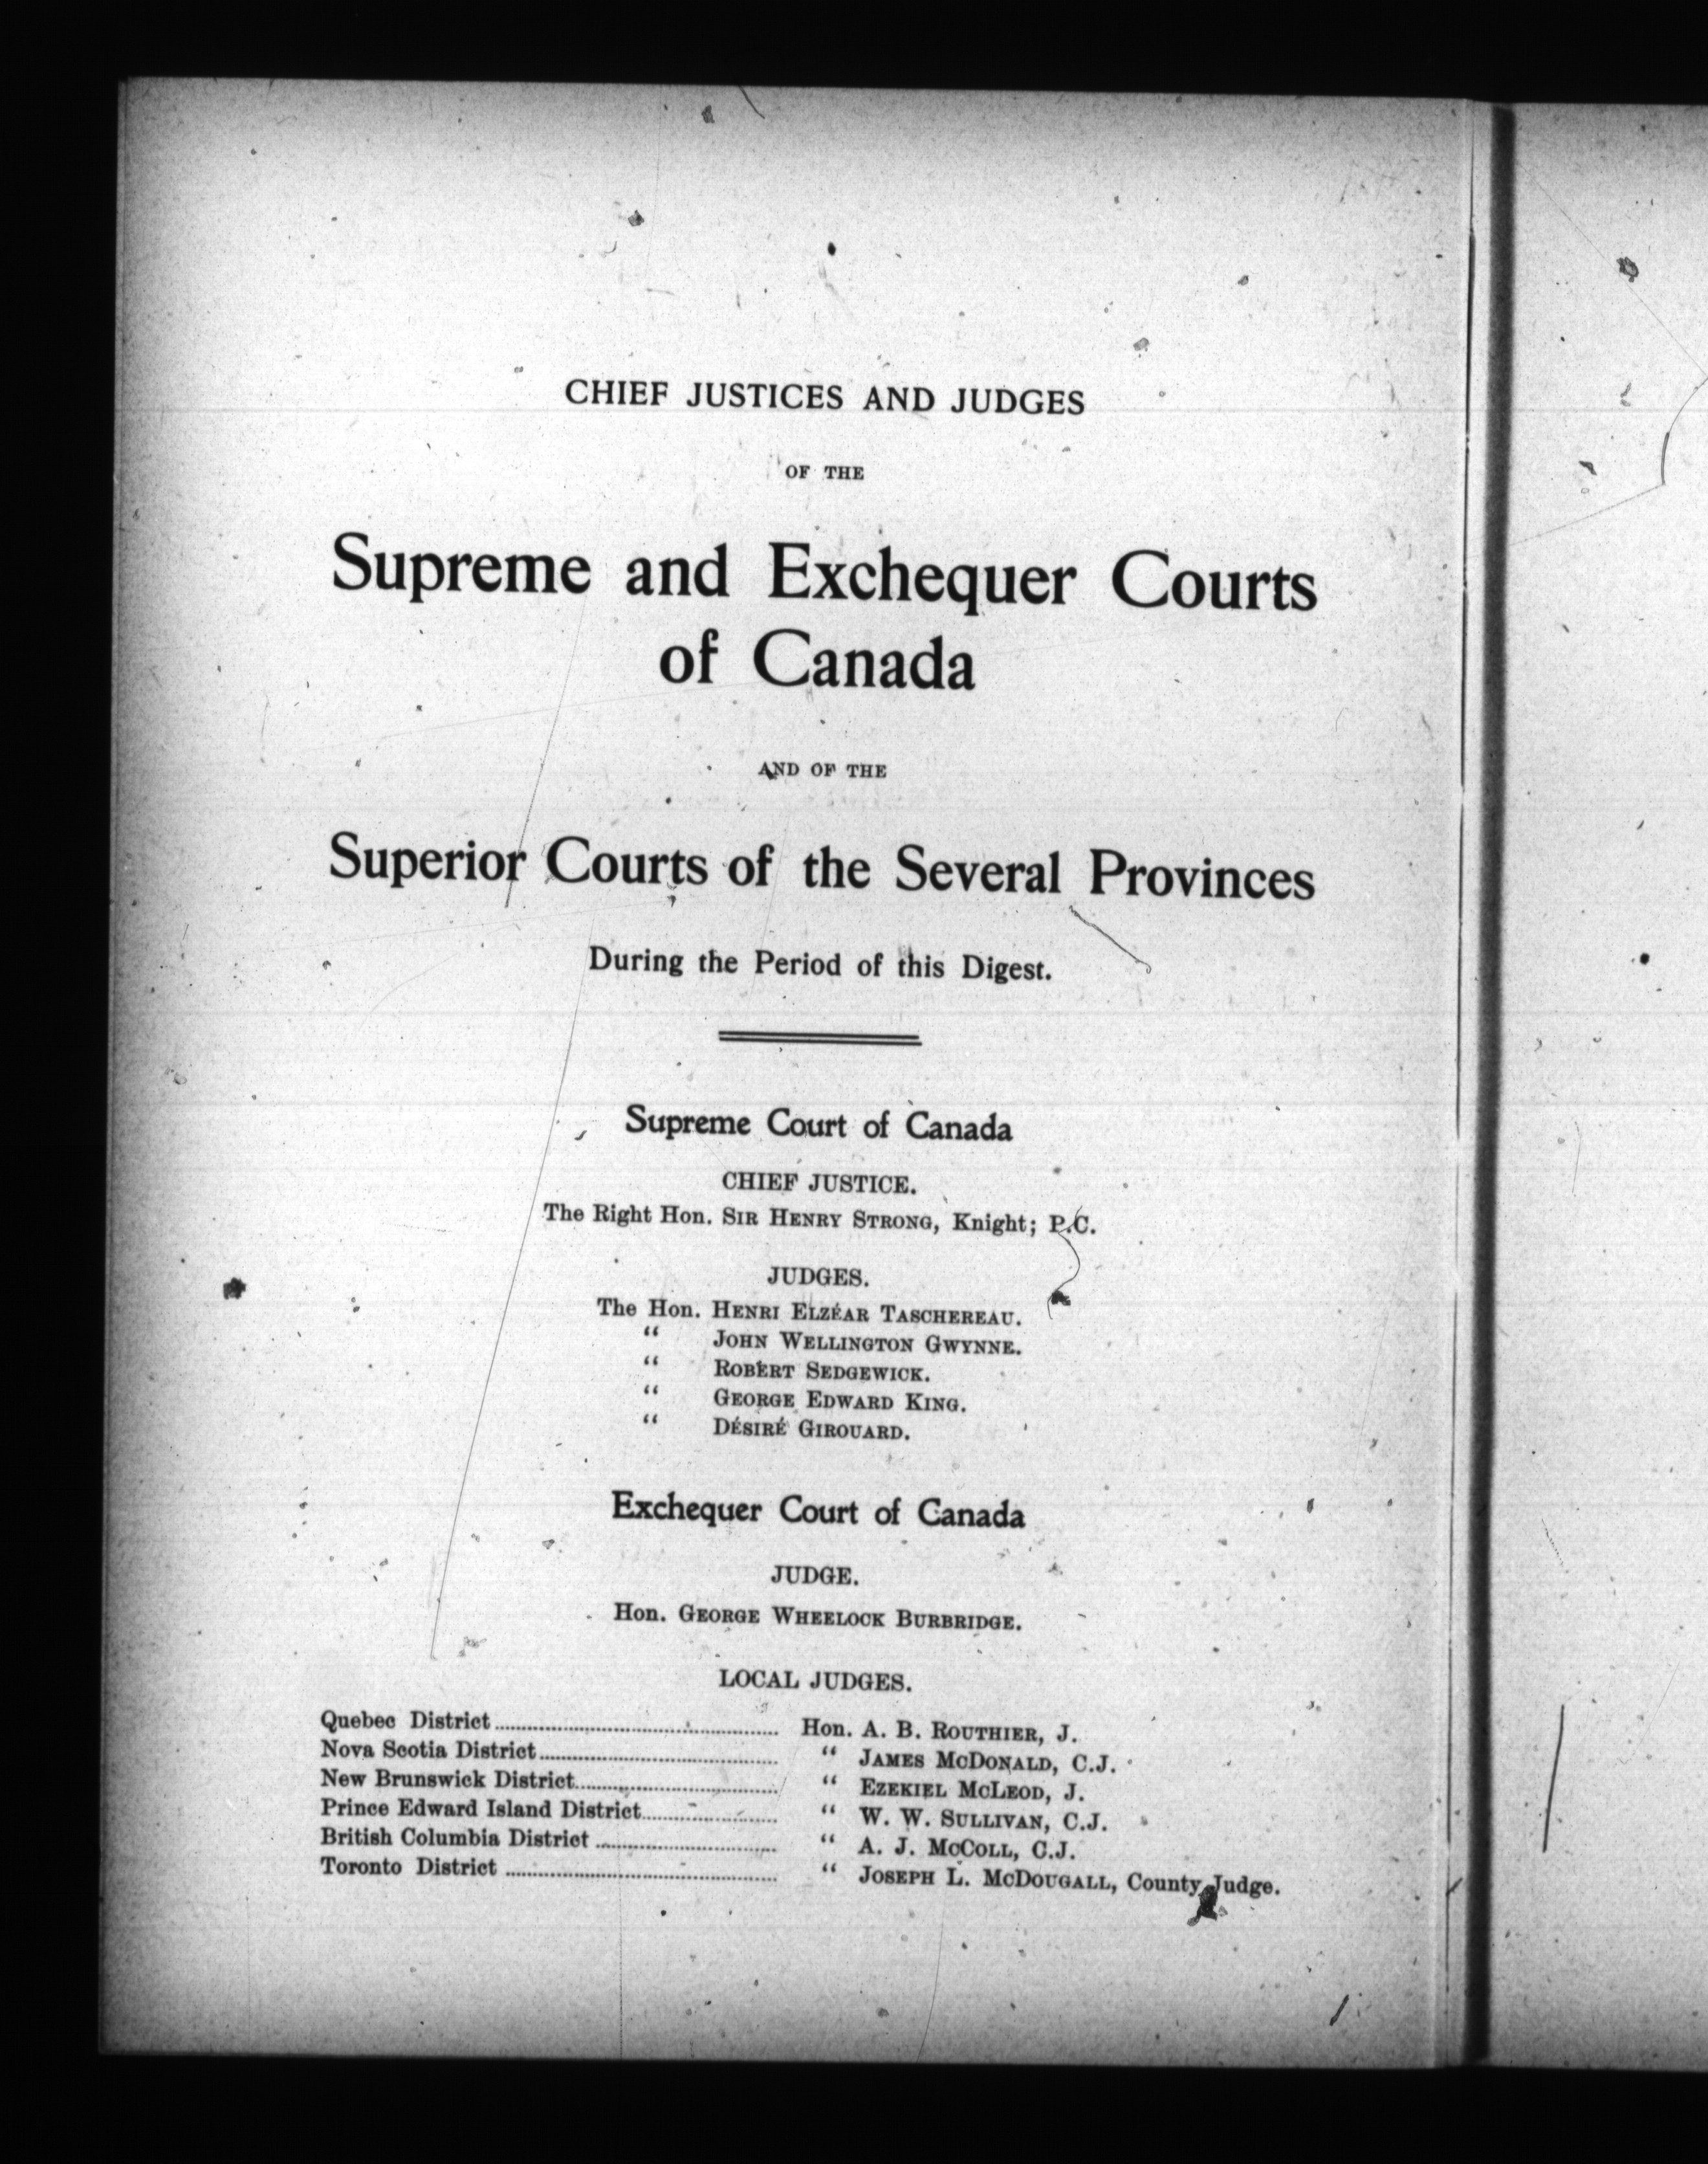 CHIEF JUSTICES AND JUDGES
OF THE
Supreme and Exchequer Courts
of Canada
AND OF THE
Superior Courts of the Several Provinces
During the Period of this Digest.
Supreme Court of Canada
CHIEF JUSTICE.
The Right Hon. SIR HENRY STRONG, Knight; P.C.
JUDGES.
The Hon. HENRI ELZÉAR TASCHEREAU.
“ JOHN WELLINGTON GWYNNE.
“ ROBERT SEDGEWICK.
“ GEORGE EDWARD KING.
“ DÉSIRÉ GIROUARD.
Exchequer Court of Canada
JUDGE.
Hon. GEORGE WHEELOCK BURBRIDGE.
LOCAL JUDGES.
Quebec District........ Hon. A. B. ROUTHIER, J.
Nova Scotia District........ “ JAMES MCDONALD, C.J.
New Brunswick District........ “ EZEKIEL MCLEOD, J.
Prince Edward Island District........ “ W. W. SULLIVAN, C.J.
British Columbia District ........ “ A. J. MCCOLL, C.J.
Toronto District ........ “ JOSEPH L. MCDOUGALL, County Judge.